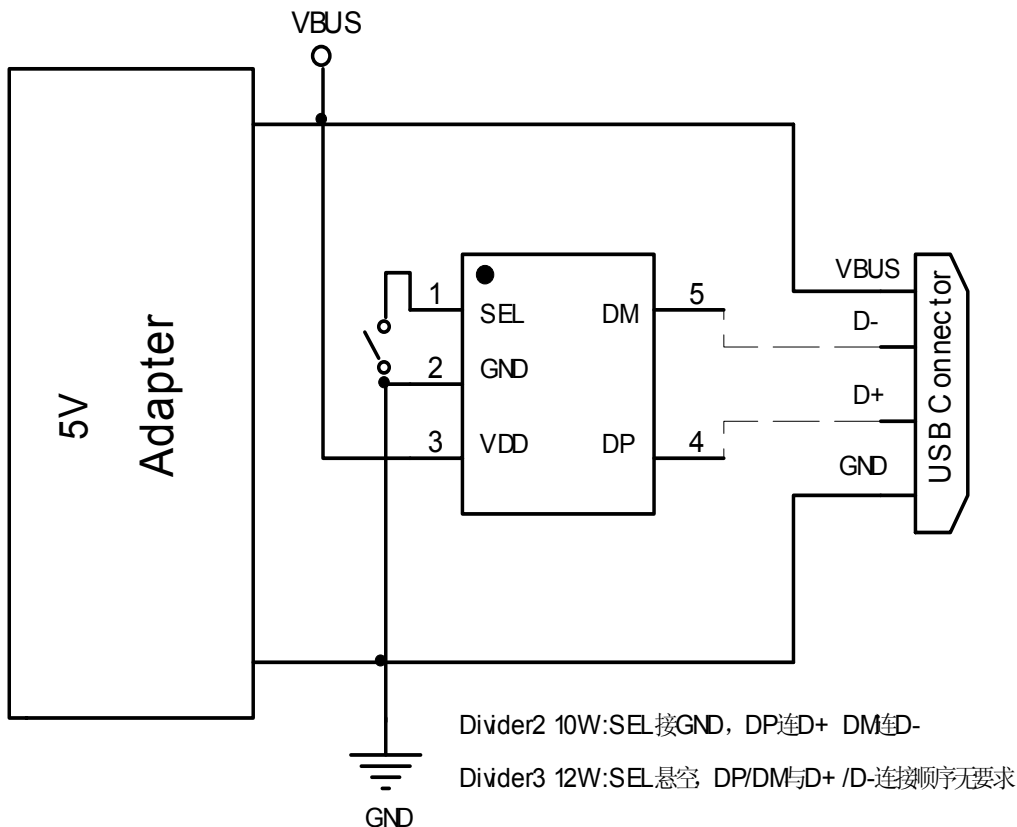 VBUS
5V
Adapter
1
SEL
2
GND
3
VDD
DM
5
DP
4
VBUS
D-
D+
GND
USB Connector
GND
Divider2 10W:SEL接GND，DP连D+ DM连D-
Divider3 12W:SEL悬空, DP/DM与D+ /D-连接顺序无要求